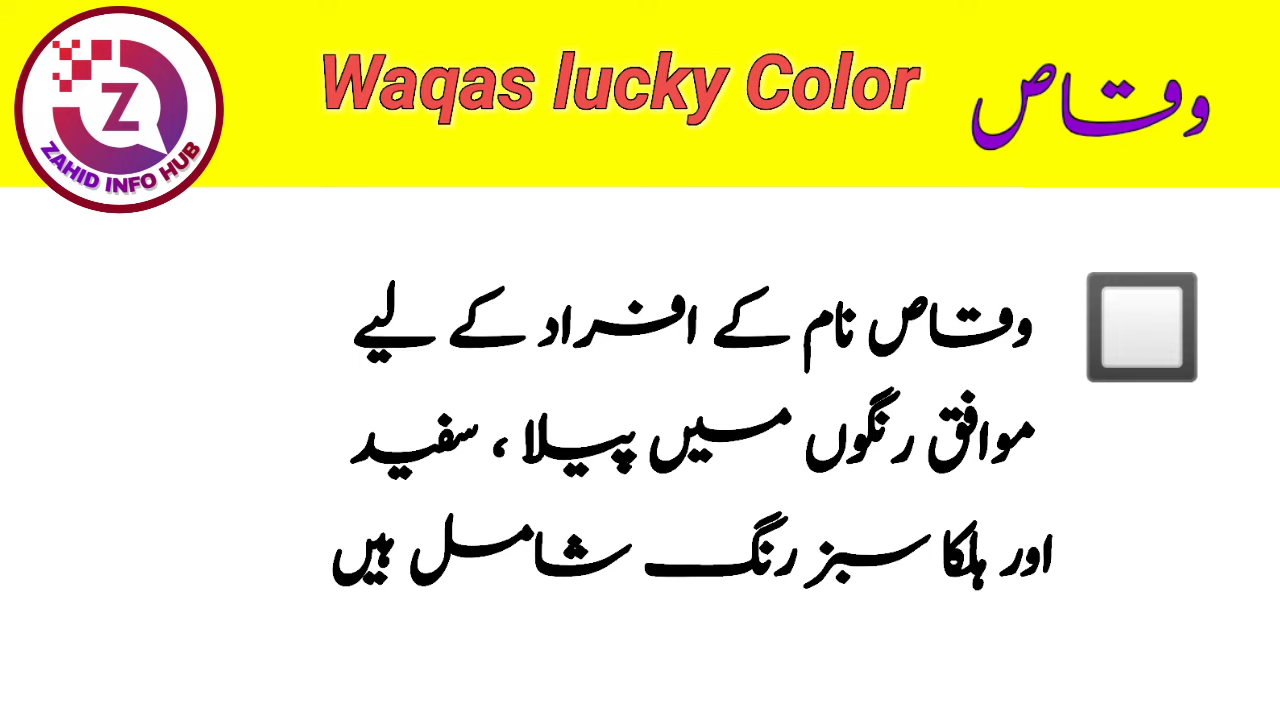 Waqas lucky Color
وقاص
Z
ZAHID INFO HUB
وقاص نام کے افراد کے لیے
موافق رنگوں میں پیلا ، سفید
اور ہلکا سبز رنگ شامل ہیں